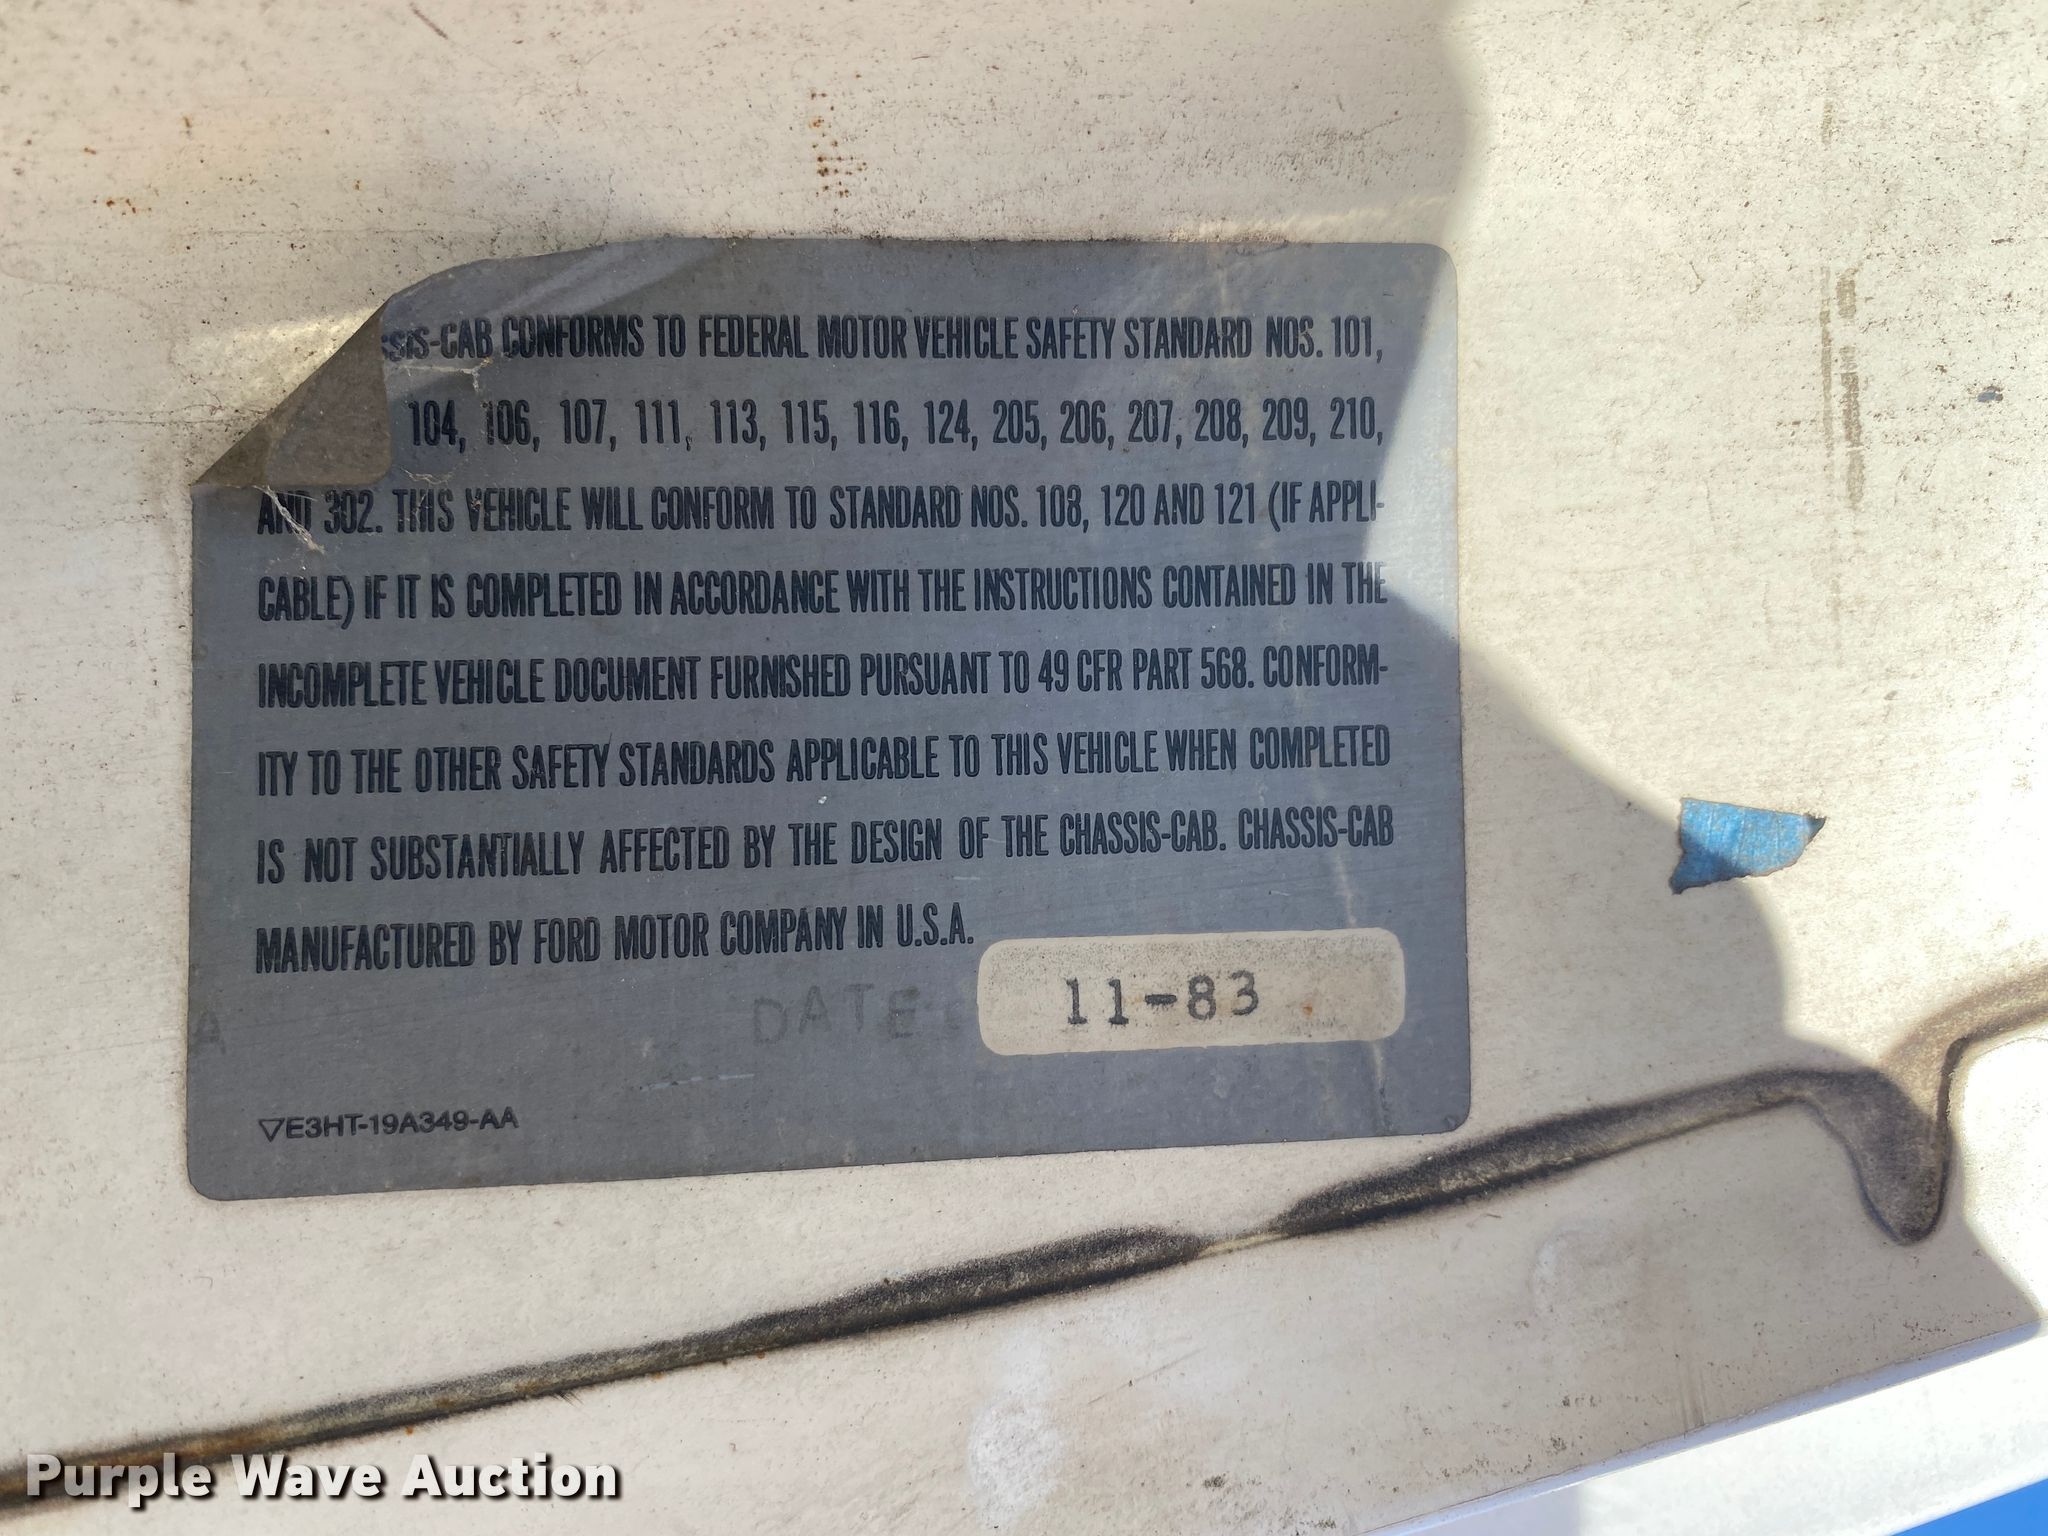 SIS-CAB CONFORMS TO FEDERAL MOTOR VEHICLE SAFETY STANDARD NOS. 101,
104, 106, 107, 111, 113, 115, 116, 124, 205, 206, 207, 208, 209, 210,
AND 302. THIS VEHICLE WILL CONFORM TO STANDARD NOS. 108, 120 AND 121 (IF APPLI-
CABLE) IF IT IS COMPLETED IN ACCORDANCE WITH THE INSTRUCTIONS CONTAINED IN THE
INCOMPLETE VEHICLE DOCUMENT FURNISHED PURSUANT TO 49 CFR PART 568. CONFORM-
ITY TO THE OTHER SAFETY STANDARDS APPLICABLE TO THIS VEHICLE WHEN COMPLETED
IS NOT SUBSTANTIALLY AFFECTED BY THE DESIGN OF THE CHASSIS-CAB. CHASSIS-CAB
MANUFACTURED BY FORD MOTOR COMPANY IN U.S.A.
DATE: 11-83
A
▽E3HT-19A349-AA
Purple Wave Auction